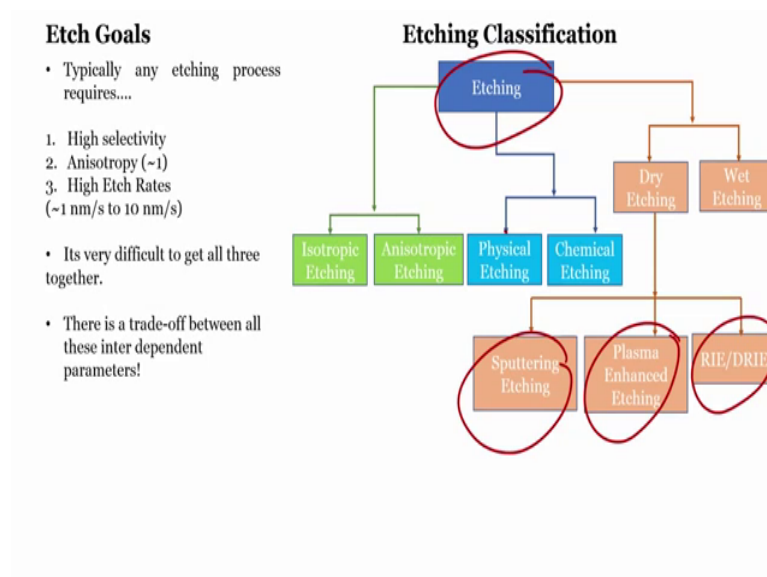 Etch Goals
• Typically any etching process
requires....
1. High selectivity
2. Anisotropy (~1)
3. High Etch Rates
(~1 nm/s to 10 nm/s)
• Its very difficult to get all three
together.
• There is a trade-off between all
these inter dependent
parameters!
Etching Classification
Etching
Dry
Etching
Wet
Etching
Isotropic
Etching
Anisotropic
Etching
Physical
Etching
Chemical
Etching
Sputtering
Etching
Plasma
Enhanced
Etching
RIE/DRIE